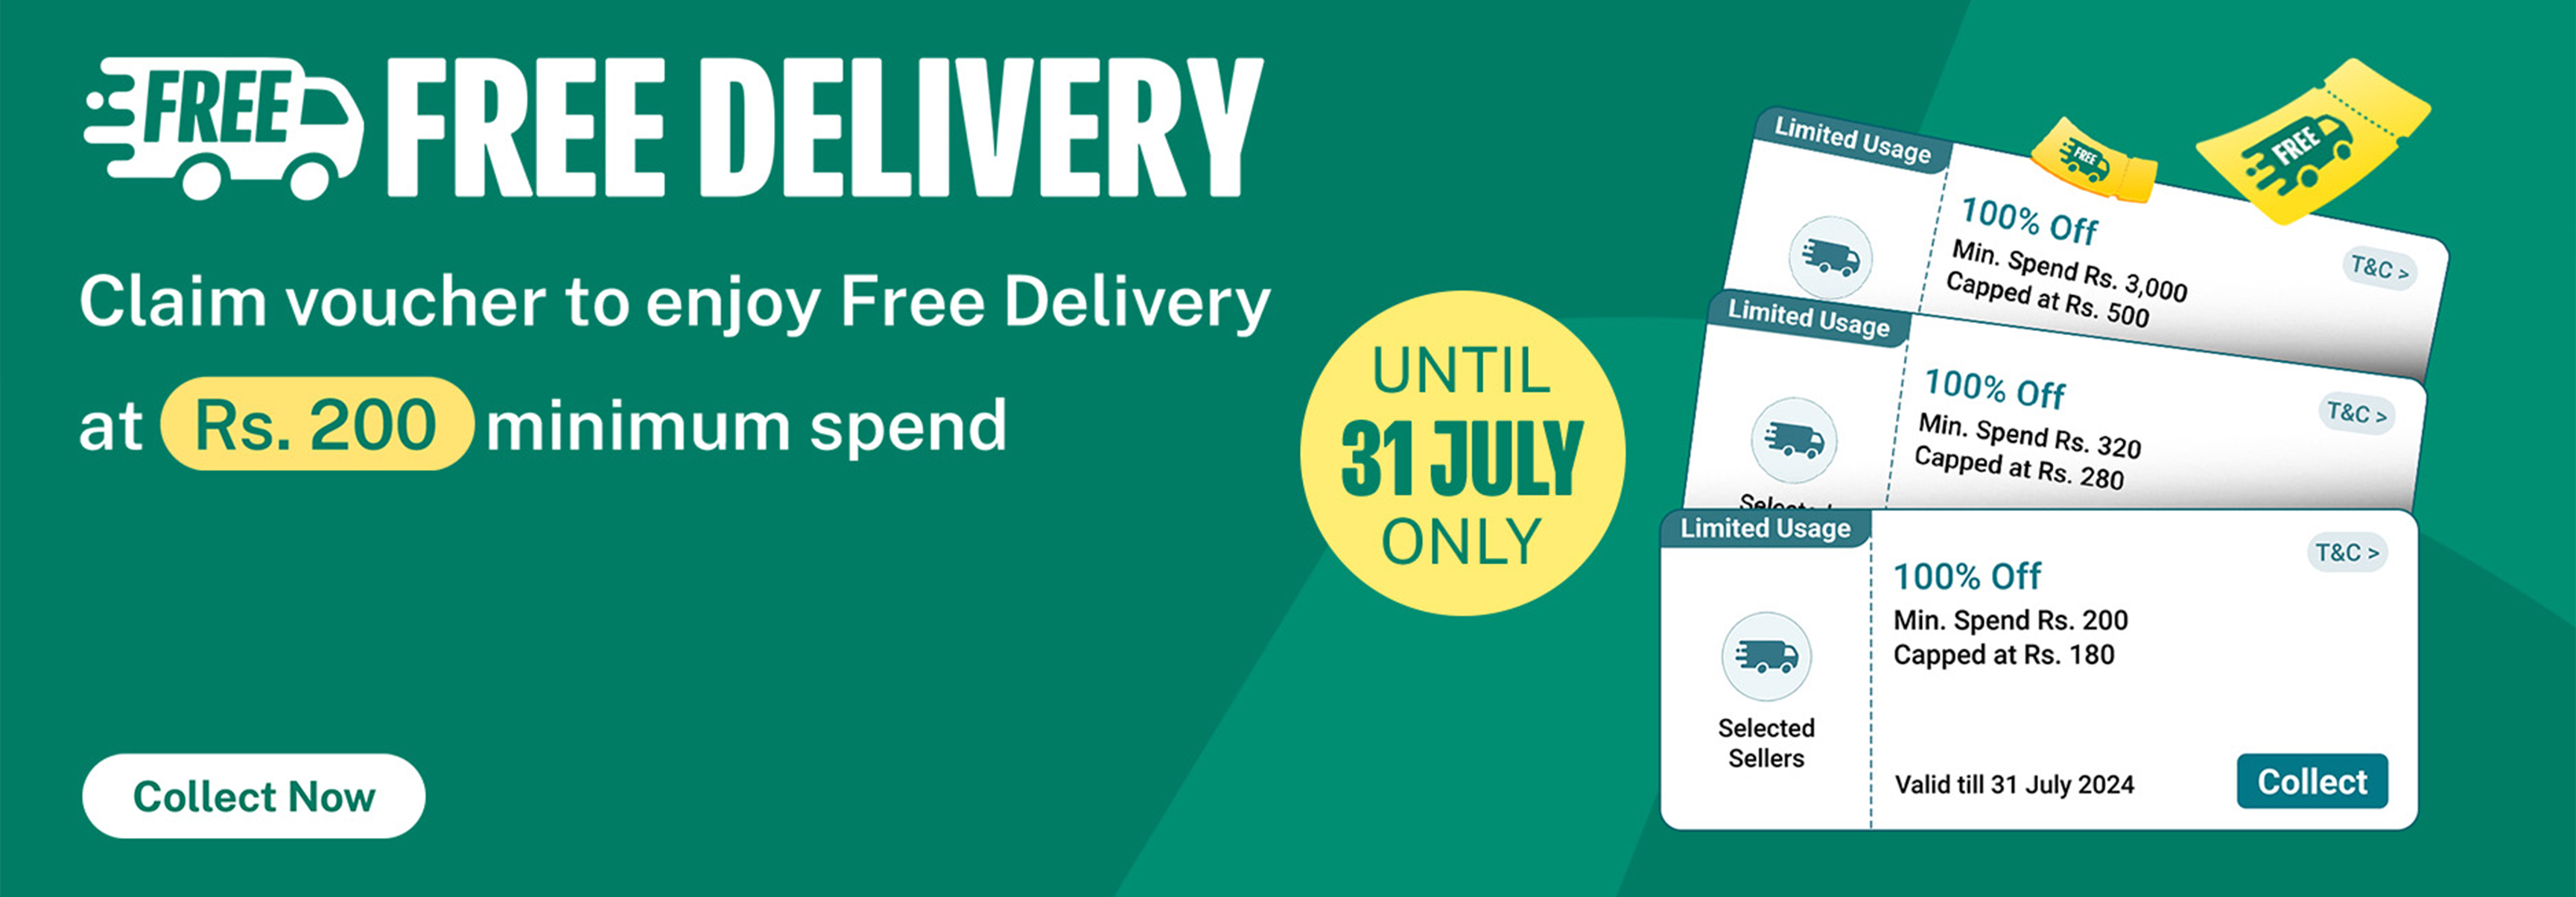 FREE
FREE DELIVERY
Claim voucher to enjoy Free Delivery
at Rs. 200 minimum spend
Collect Now
UNTIL
31 JULY
ONLY
FREE
FREE
Limited Usage
100% Off
Min. Spend Rs. 3,000
Capped at Rs. 500
T&C >
Limited Usage
100% Off
Min. Spend Rs. 320
Capped at Rs. 280
T&C >
Limited Usage
100% Off
Min. Spend Rs. 200
Capped at Rs. 180
T&C >
Selected
Sellers
Valid till 31 July 2024
Collect